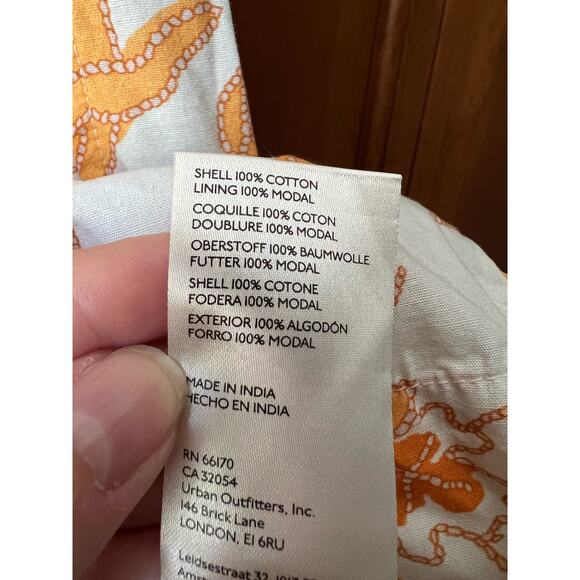 SHELL 100% COTTON
LINING 100% MODAL
COQUILLE 100% COTON
DOUBLURE 100% MODAL
OBERSTOFF 100% BAUMWOLLE
FUTTER 100% MODAL
SHELL 100% COTONE
FODERA 100% MODAL
EXTERIOR 100% ALGODÓN
FORRO 100% MODAL
MADE IN INDIA
HECHO EN INDIA
RN 66170
CA 32054
Urban Outfitters, Inc.
146 Brick Lane
LONDON, E1 6RU
Leidsestraat 32,